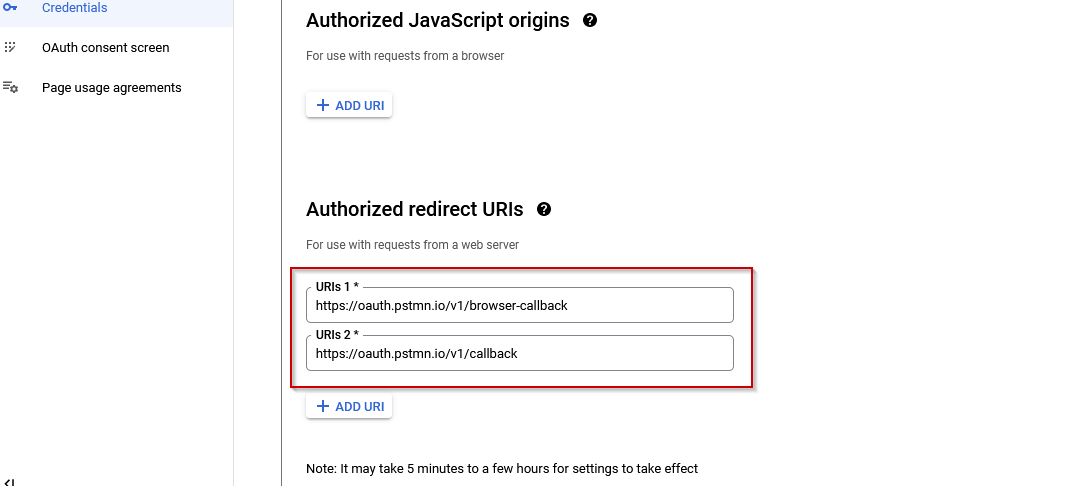 Credentials
OAuth consent screen
Page usage agreements
Authorized JavaScript origins
For use with requests from a browser
ADD URI
Authorized redirect URIs
For use with requests from a web server
URIs 1 *
https://oauth.pstmn.io/v1/browser-callback
URIs 2 *
https://oauth.pstmn.io/v1/callback
ADD URI
Note: It may take 5 minutes to a few hours for settings to take effect